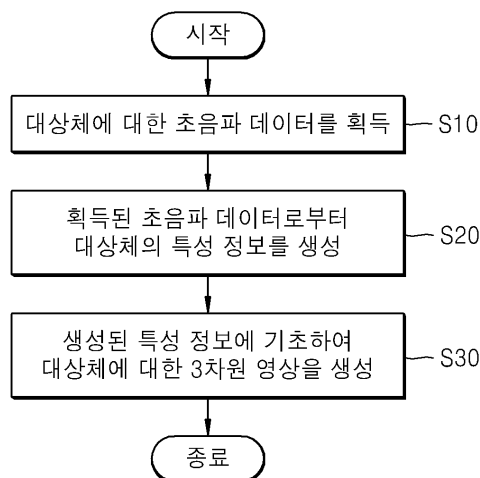 시작
대상체에 대한 초음파 데이터를 획득
S10
획득된 초음파 데이터로부터
대상체의 특성 정보를 생성
S20
생성된 특성 정보에 기초하여
대상체에 대한 3차원 영상을 생성
S30
종료